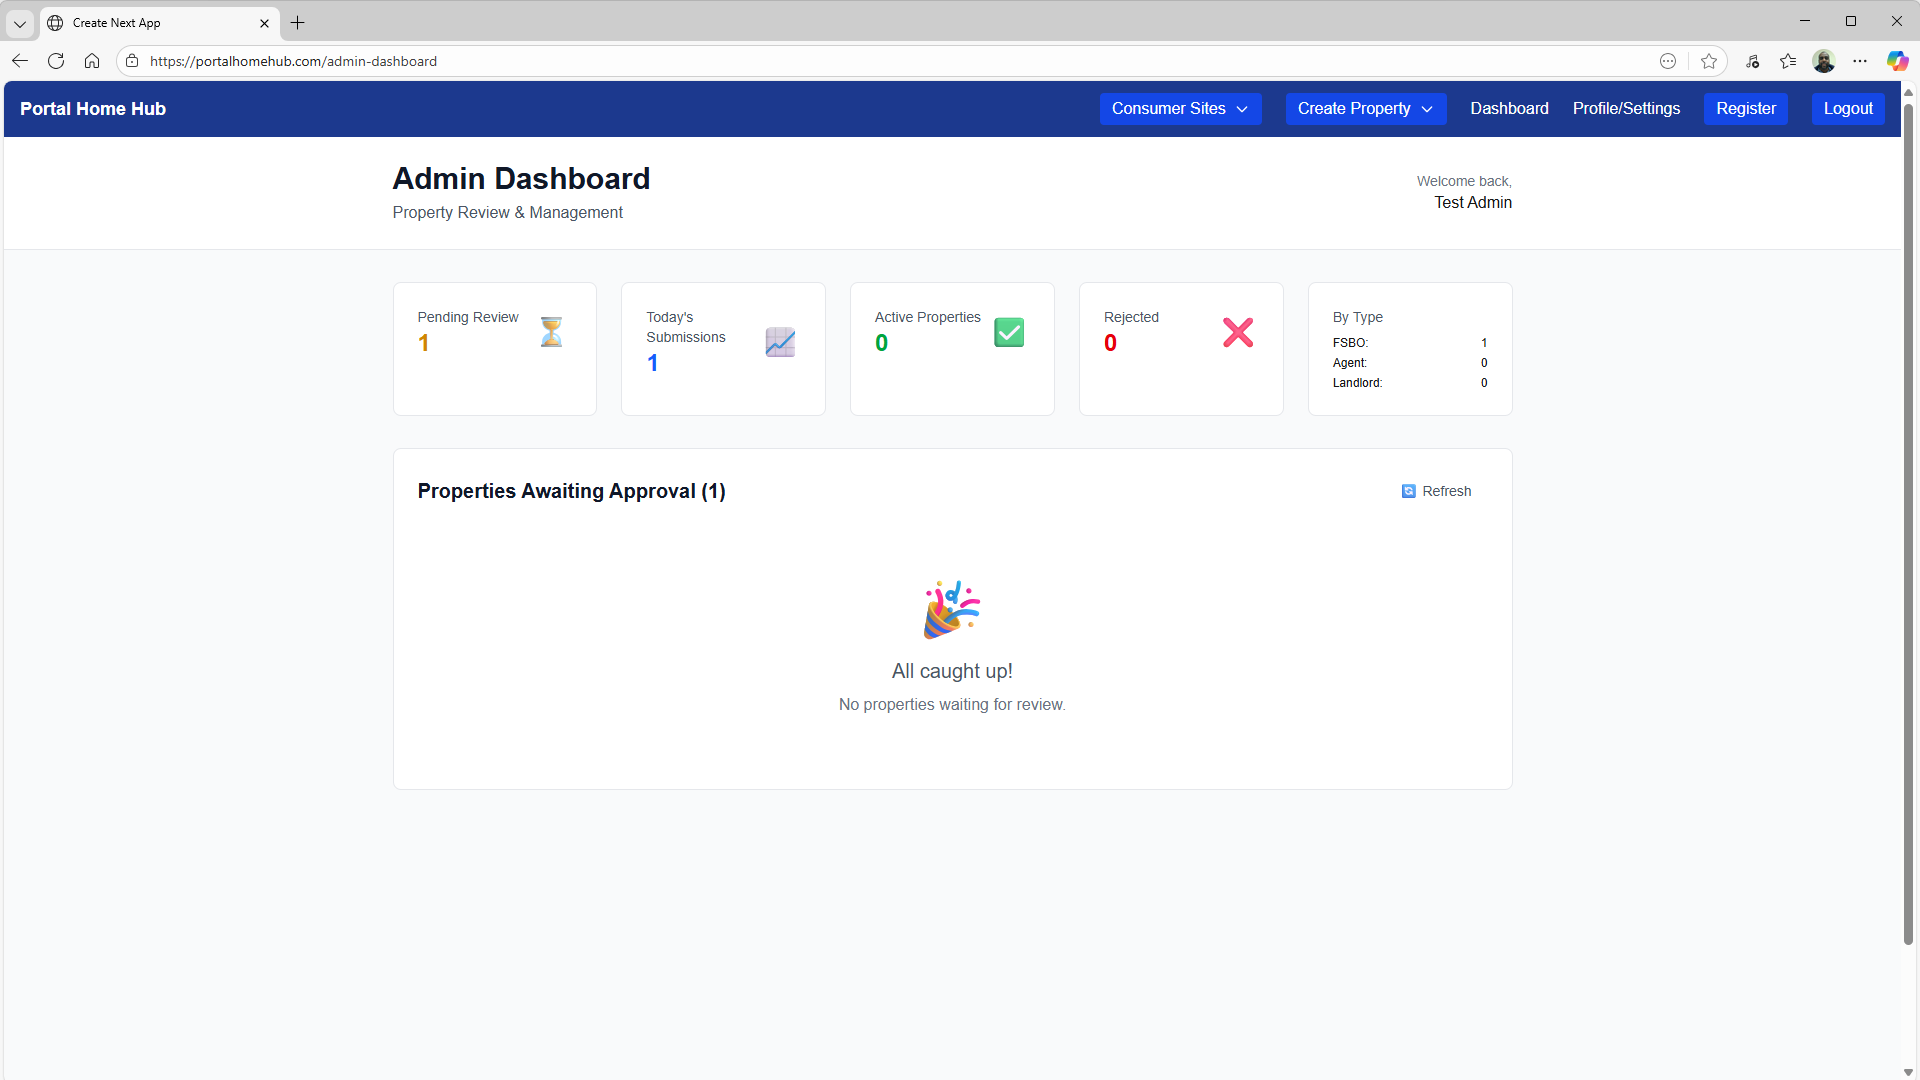 Create Next App
https://portalhomehub.com/admin-dashboard
Portal Home Hub
Consumer Sites
Create Property
Dashboard
Profile/Settings
Register
Logout
Admin Dashboard
Property Review & Management
Welcome back,
Test Admin
Pending Review
1
Today's
Submissions
1
Active Properties
0
Rejected
0
By Type
FSBO: 1
Agent: 0
Landlord: 0
Properties Awaiting Approval (1)
Refresh
All caught up!
No properties waiting for review.